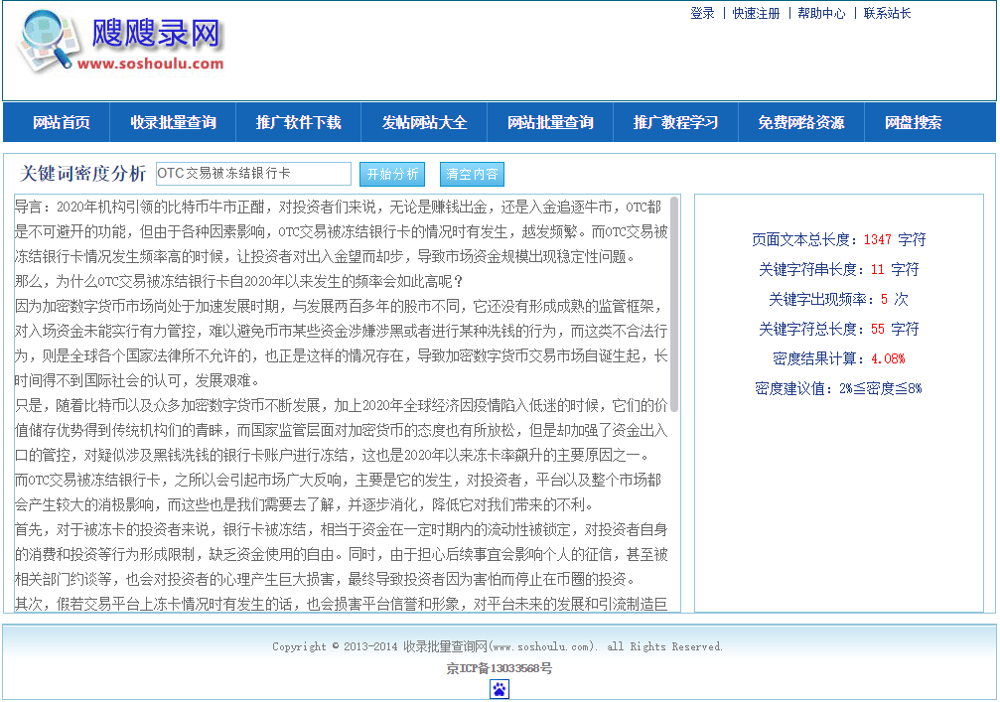 登录 | 快速注册 | 帮助中心 | 联系站长
飕飕录网
www.soshoulu.com
网站首页 收录批量查询 推广软件下载 发帖网站大全 网站批量查询 推广教程学习 免费网络资源 网盘搜索
关键词密度分析 OTC交易被冻结银行卡 开始分析 清空内容
导言：2020年机构引领的比特币牛市正酣，对投资者们来说，无论是赚钱出金，还是入金追逐牛市，OTC都
是不可避开的功能，但由于各种因素影响，OTC交易被冻结银行卡的情况时有发生，越发频繁。而OTC交易被
冻结银行卡情况发生频率高的时候，让投资者对出入金望而却步，导致市场资金规模出现稳定性问题。
那么，为什么OTC交易被冻结银行卡自2020年以来发生的频率会如此高呢？
因为加密数字货币市场尚处于加速发展时期，与发展两百多年的股市不同，它还没有形成成熟的监管框架，
对入场资金未能实行有力管控，难以避免币市某些资金涉嫌涉黑或者进行某种洗钱的行为，而这类不合法行
为，则是全球各个国家法律所不允许的，也正是这样的情况存在，导致加密数字货币交易市场自诞生起，长
时间得不到国际社会的认可，发展艰难。
只是，随着比特币以及众多加密数字货币不断发展，加上2020年全球经济因疫情陷入低迷的时候，它们的价
值储存优势得到传统机构们的青睐，而国家监管层面对加密货币的态度也有所放松，但是却加强了资金出入
口的管控，对疑似涉及黑钱洗钱的银行卡账户进行冻结，这也是2020年以来冻卡率飙升的主要原因之一。
而OTC交易被冻结银行卡，之所以会引起市场广大反响，主要是它的发生，对投资者，平台以及整个市场都
会产生较大的消极影响，而这些也是我们需要去了解，并逐步消化，降低它对我们带来的不利。
首先，对于被冻卡的投资者来说，银行卡被冻结，相当于资金在一定时期内的流动性被锁定，对投资者自身
的消费和投资等行为形成限制，缺乏资金使用的自由。同时，由于担心后续事宜会影响个人的征信，甚至被
相关部门约谈等，也会对投资者的心理产生巨大损害，最终导致投资者因为害怕而停止在币圈的投资。
其次，假若交易平台上冻卡情况时有发生的话，也会损害平台信誉和形象，对平台未来的发展和引流制造巨
页面文本总长度：1347 字符
关键字符串长度：11 字符
关键字出现频率：5 次
关键字符总长度：55 字符
密度结果计算：4.08%
密度建议值：2%≦密度≦8%
Copyright © 2013-2014 收录批量查询网(www.soshoulu.com). all Rights Reserved.
京ICP备13033568号